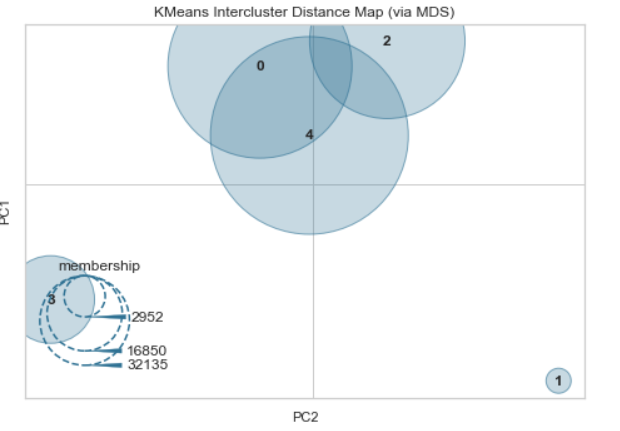 KMeans Intercluster Distance Map (via MDS)
2
0
4
PC1
membership
3
2952
16850
32135
1
PC2